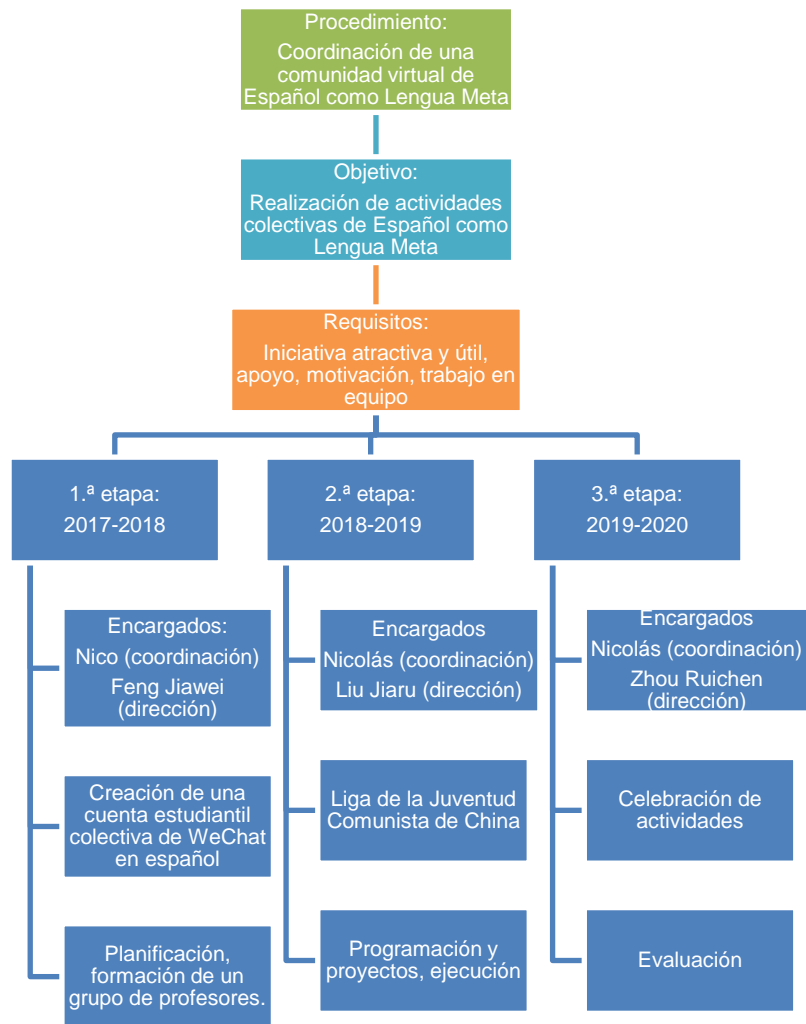 Procedimiento:
Coordinación de una
comunidad virtual de
Español como Lengua Meta
Objetivo:
Realización de actividades
colectivas de Español como
Lengua Meta
Requisitos:
Iniciativa atractiva y útil,
apoyo, motivación, trabajo en
equipo
1.ª etapa:
2017-2018
Encargados:
Nico (coordinación)
Feng Jiawei
(dirección)
Creación de una
cuenta estudiantil
colectiva de WeChat
en español
Planificación,
formación de un
grupo de profesores.
2.ª etapa:
2018-2019
Encargados
Nicolás (coordinación)
Liu Jiaru (dirección)
Liga de la Juventud
Comunista de China
Programación y
proyectos, ejecución
3.ª etapa:
2019-2020
Encargados
Nicolás (coordinación)
Zhou Ruichen
(dirección)
Celebración de
actividades
Evaluación